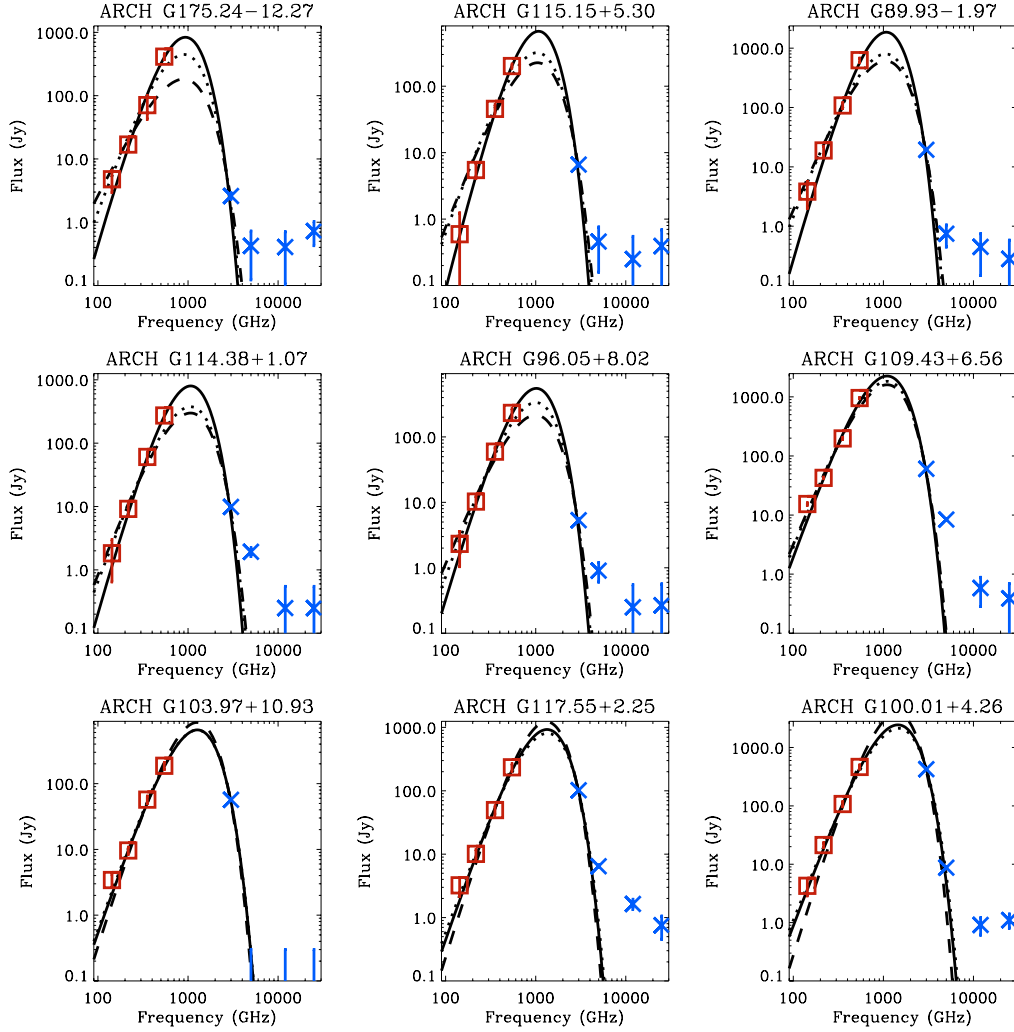 ARCH G175.24−12.27
1000.0
100.0
10.0
1.0
0.1
Flux (Jy)
100 1000 10000
Frequency (GHz)
ARCH G115.15+5.30
100.0
10.0
1.0
0.1
Flux (Jy)
100 1000 10000
Frequency (GHz)
ARCH G89.93−1.97
1000.0
100.0
10.0
1.0
0.1
Flux (Jy)
100 1000 10000
Frequency (GHz)
ARCH G114.38+1.07
1000.0
100.0
10.0
1.0
0.1
Flux (Jy)
100 1000 10000
Frequency (GHz)
ARCH G96.05+8.02
100.0
10.0
1.0
0.1
Flux (Jy)
100 1000 10000
Frequency (GHz)
ARCH G109.43+6.56
1000.0
100.0
10.0
1.0
0.1
Flux (Jy)
100 1000 10000
Frequency (GHz)
ARCH G103.97+10.93
100.0
10.0
1.0
0.1
Flux (Jy)
100 1000 10000
Frequency (GHz)
ARCH G117.55+2.25
1000.0
100.0
10.0
1.0
0.1
Flux (Jy)
100 1000 10000
Frequency (GHz)
ARCH G100.01+4.26
1000.0
100.0
10.0
1.0
0.1
Flux (Jy)
100 1000 10000
Frequency (GHz)